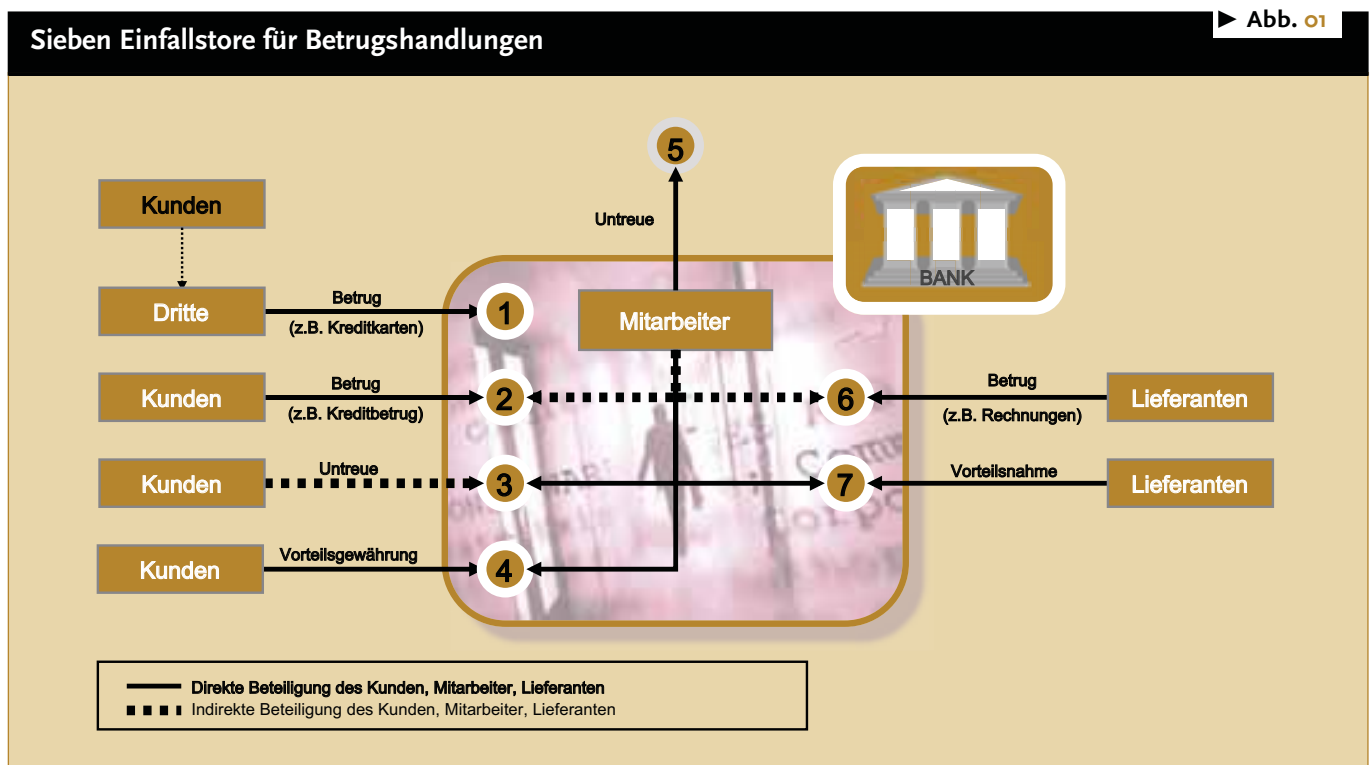 ► Abb. 01
Sieben Einfallstore für Betrugshandlungen
5
Kunden
Untreue
BANK
Dritte
Betrug
(z.B. Kreditkarten)
1
Mitarbeiter
Kunden
Betrug
(z.B. Kreditbetrug)
2
6
Betrug
(z.B. Rechnungen)
Lieferanten
Kunden
Untreue
3
7
Vorteilsnahme
Lieferanten
Kunden
Vorteilsgewährung
4
Direkte Beteiligung des Kunden, Mitarbeiter, Lieferanten
Indirekte Beteiligung des Kunden, Mitarbeiter, Lieferanten